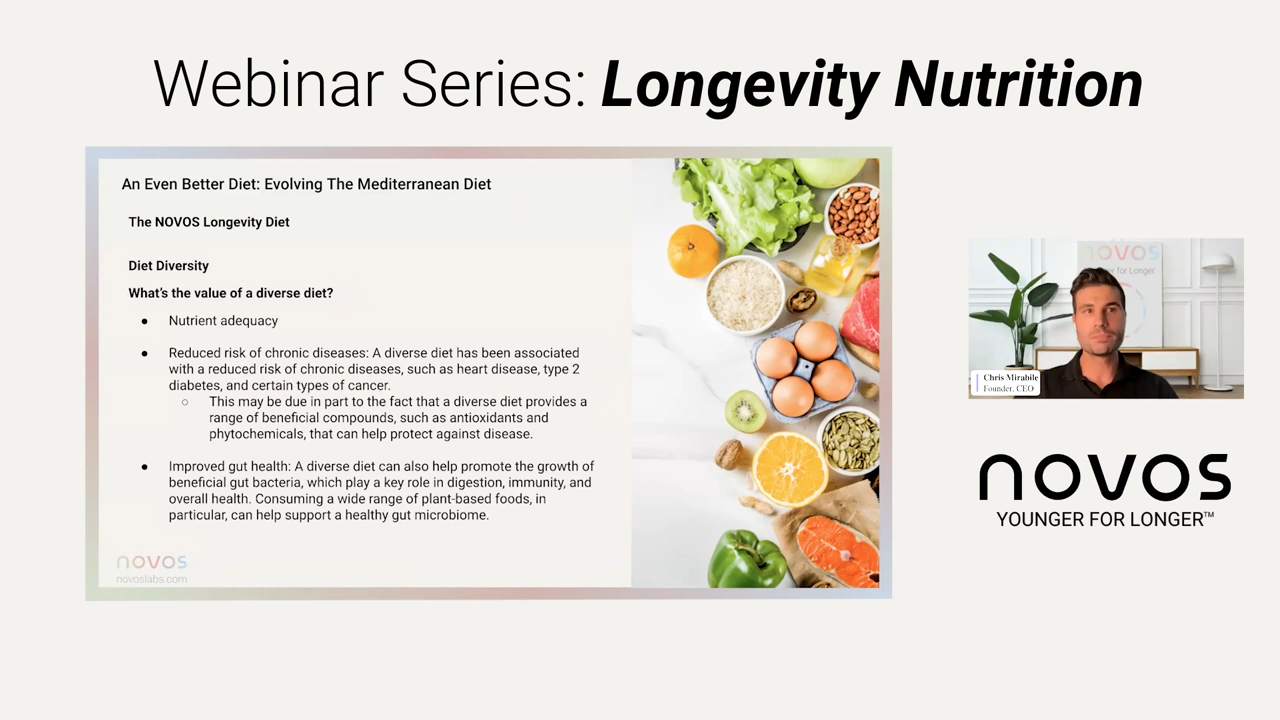 Webinar Series: Longevity Nutrition
An Even Better Diet: Evolving The Mediterranean Diet
The NOVOS Longevity Diet
Diet Diversity
What's the value of a diverse diet?
● Nutrient adequacy
● Reduced risk of chronic diseases: A diverse diet has been associated
with a reduced risk of chronic diseases, such as heart disease, type 2
diabetes, and certain types of cancer.
○ This may be due in part to the fact that a diverse diet provides a
range of beneficial compounds, such as antioxidants and
phytochemicals, that can help protect against disease.
● Improved gut health: A diverse diet can also help promote the growth of
beneficial gut bacteria, which play a key role in digestion, immunity, and
overall health. Consuming a wide range of plant-based foods, in
particular, can help support a healthy gut microbiome.
novos
novoslabs.com
novos
for Longer
Chris Mirabile
Founder, CEO
novos
YOUNGER FOR LONGER™